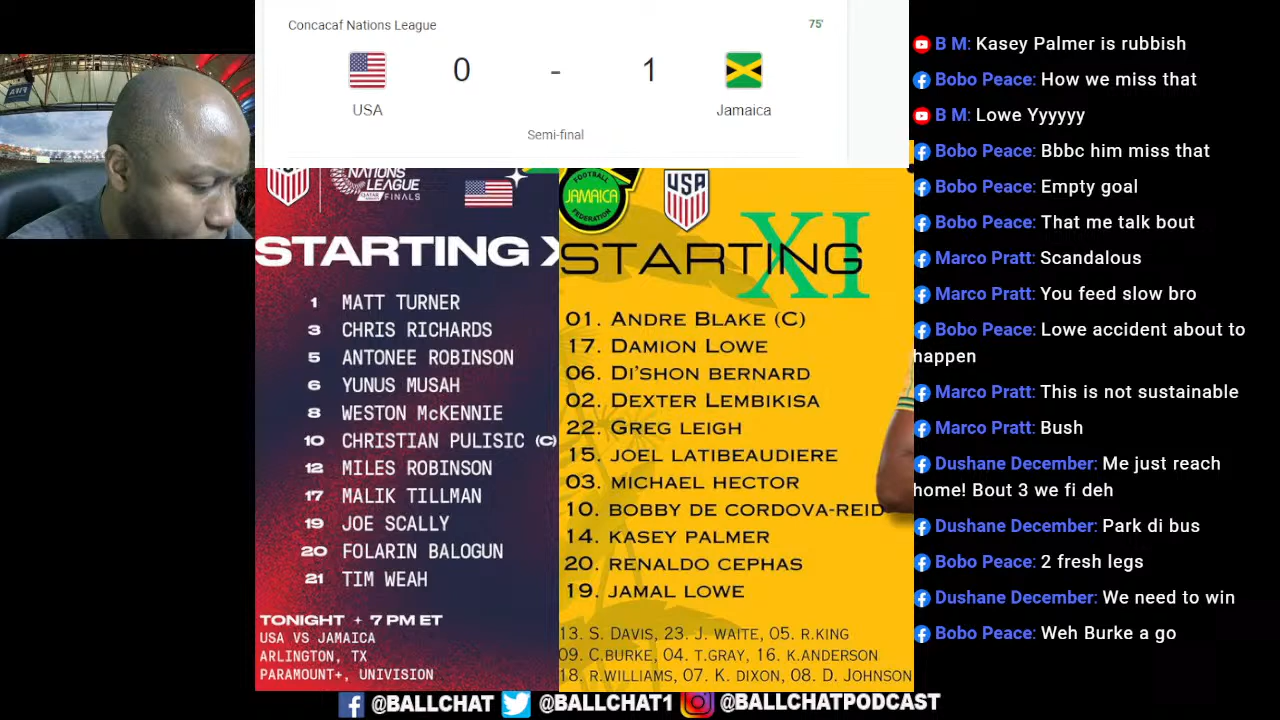 Concacaf Nations League
75'
0 - 1
USA
Jamaica
Semi-final
NATIONS
LEAGUE
FINALS
STARTING X
1 MATT TURNER
3 CHRIS RICHARDS
5 ANTONEE ROBINSON
6 YUNUS MUSAH
8 WESTON McKENNIE
10 CHRISTIAN PULISIC (C)
12 MILES ROBINSON
17 MALIK TILLMAN
19 JOE SCALLY
20 FOLARIN BALOGUN
21 TIM WEAH
TONIGHT + 7 PM ET
USA VS JAMAICA
ARLINGTON, TX
PARAMOUNT+, UNIVISION
FOOTBALL
JAMAICA
FEDERATION
USA
STARTING
XI
01. ANDRE BLAKE (C)
17. DAMION LOWE
06. DI'SHON BERNARD
02. DEXTER LEMBIKISA
22. GREG LEIGH
15. JOEL LATIBEAUDIERE
03. MICHAEL HECTOR
10. BOBBY DE CORDOVA-REID
14. KASEY PALMER
20. RENALDO CEPHAS
19. JAMAL LOWE
13. S. DAVIS, 23. J. WAITE, 05. R.KING
09. C.BURKE, 04. T.GRAY, 16. K.ANDERSON
18. R.WILLIAMS, 07. K. DIXON, 08. D. JOHNSON
B M: Kasey Palmer is rubbish
Bobo Peace: How we miss that
B M: Lowe Yyyyyy
Bobo Peace: Bbbc him miss that
Bobo Peace: Empty goal
Bobo Peace: That me talk bout
Marco Pratt: Scandalous
Marco Pratt: You feed slow bro
Bobo Peace: Lowe accident about to
happen
Marco Pratt: This is not sustainable
Marco Pratt: Bush
Dushane December: Me just reach
home! Bout 3 we fi deh
Dushane December: Park di bus
Bobo Peace: 2 fresh legs
Dushane December: We need to win
Bobo Peace: Weh Burke a go
@BALLCHAT @BALLCHAT1 @BALLCHATPODCAST